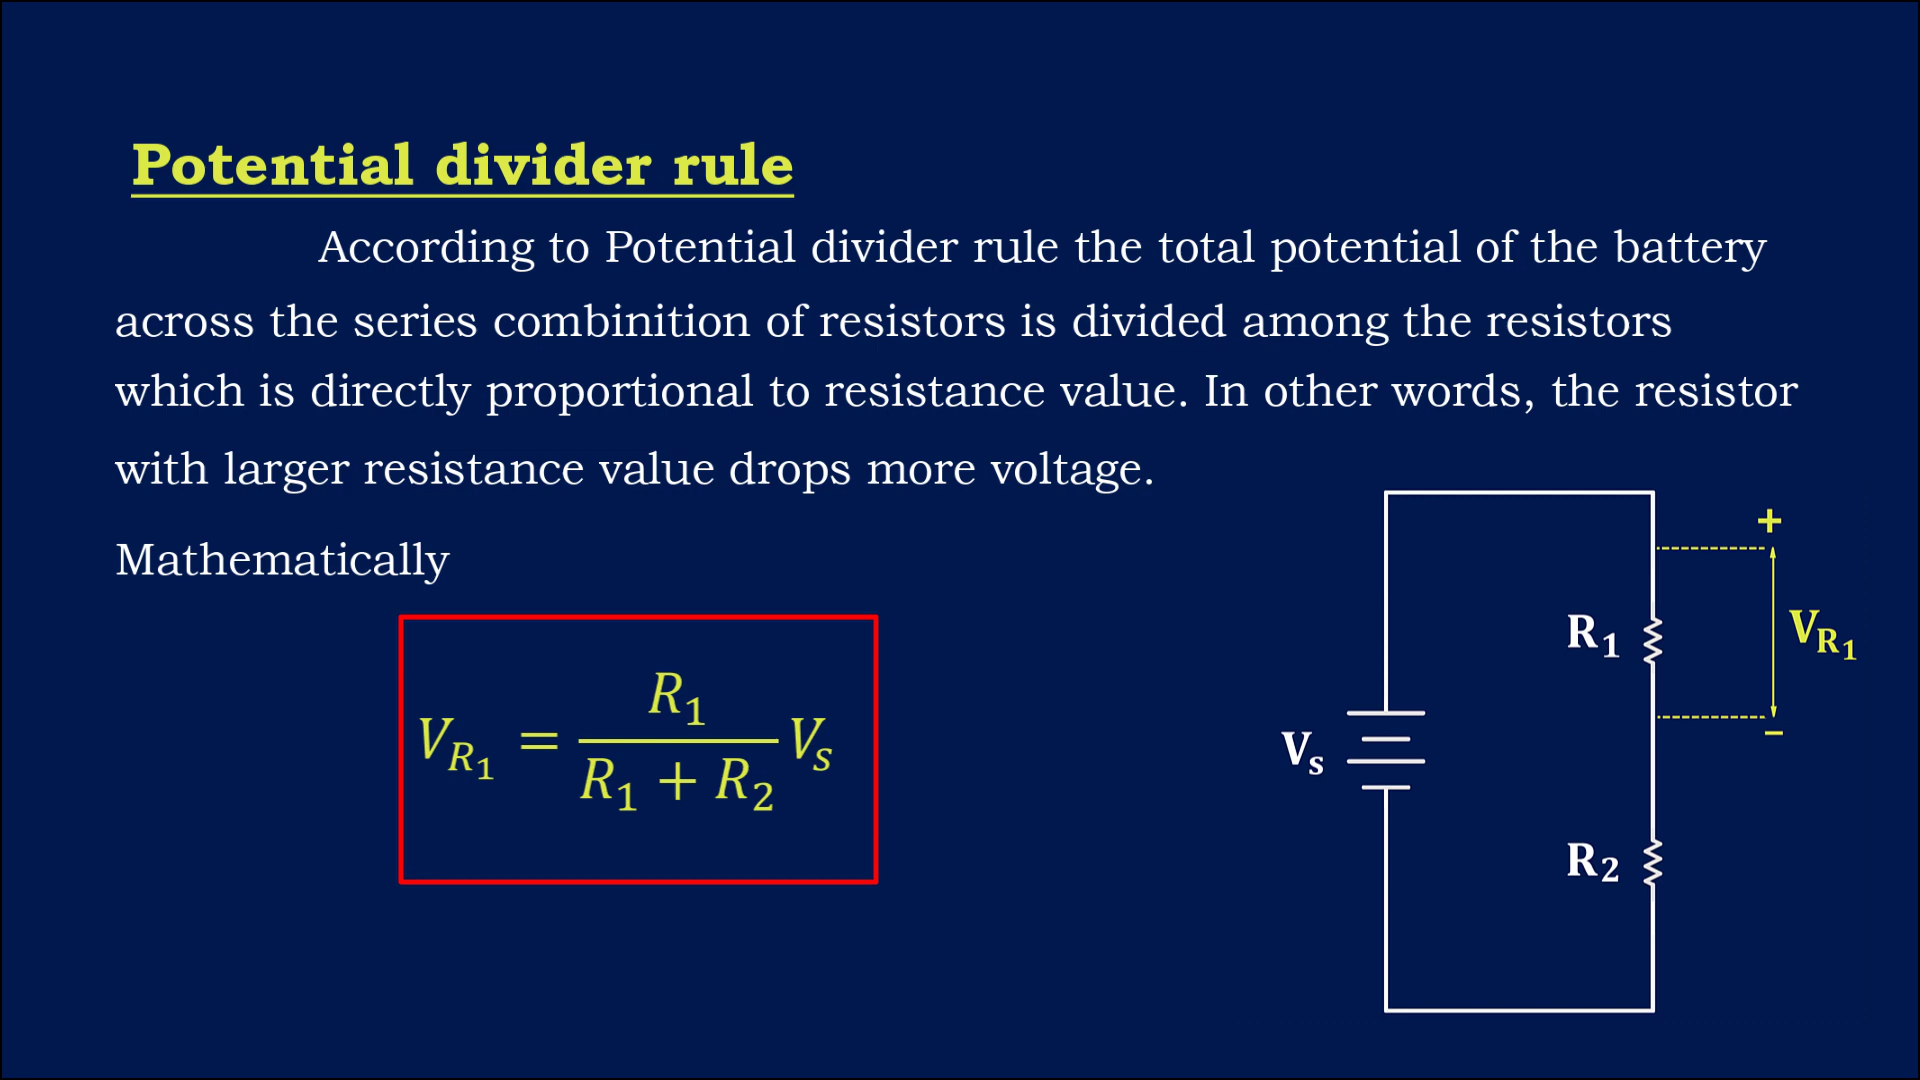 Potential divider rule
According to Potential divider rule the total potential of the battery
across the series combinition of resistors is divided among the resistors
which is directly proportional to resistance value. In other words, the resistor
with larger resistance value drops more voltage.
Mathematically
V_{R_1} = \frac{R_1}{R_1 + R_2} V_s
+
R₁
V_{R_1}
−
Vₛ
R₂